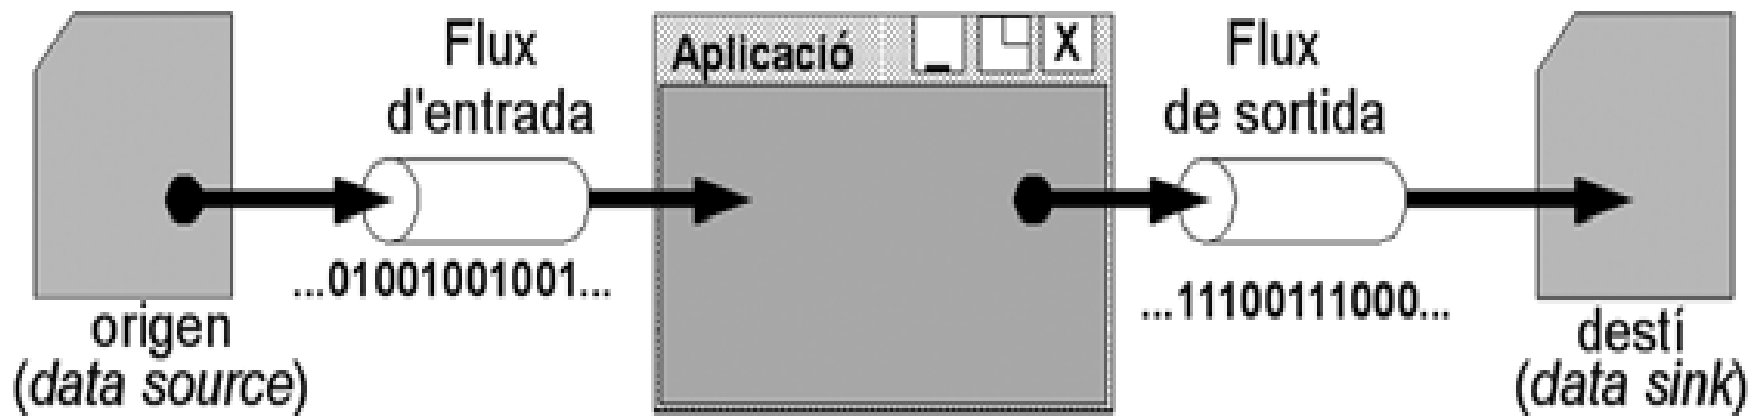 Flux
d'entrada
...01001001001...
origen
(data source)
Aplicació
_
X
Flux
de sortida
...11100111000...
destí
(data sink)